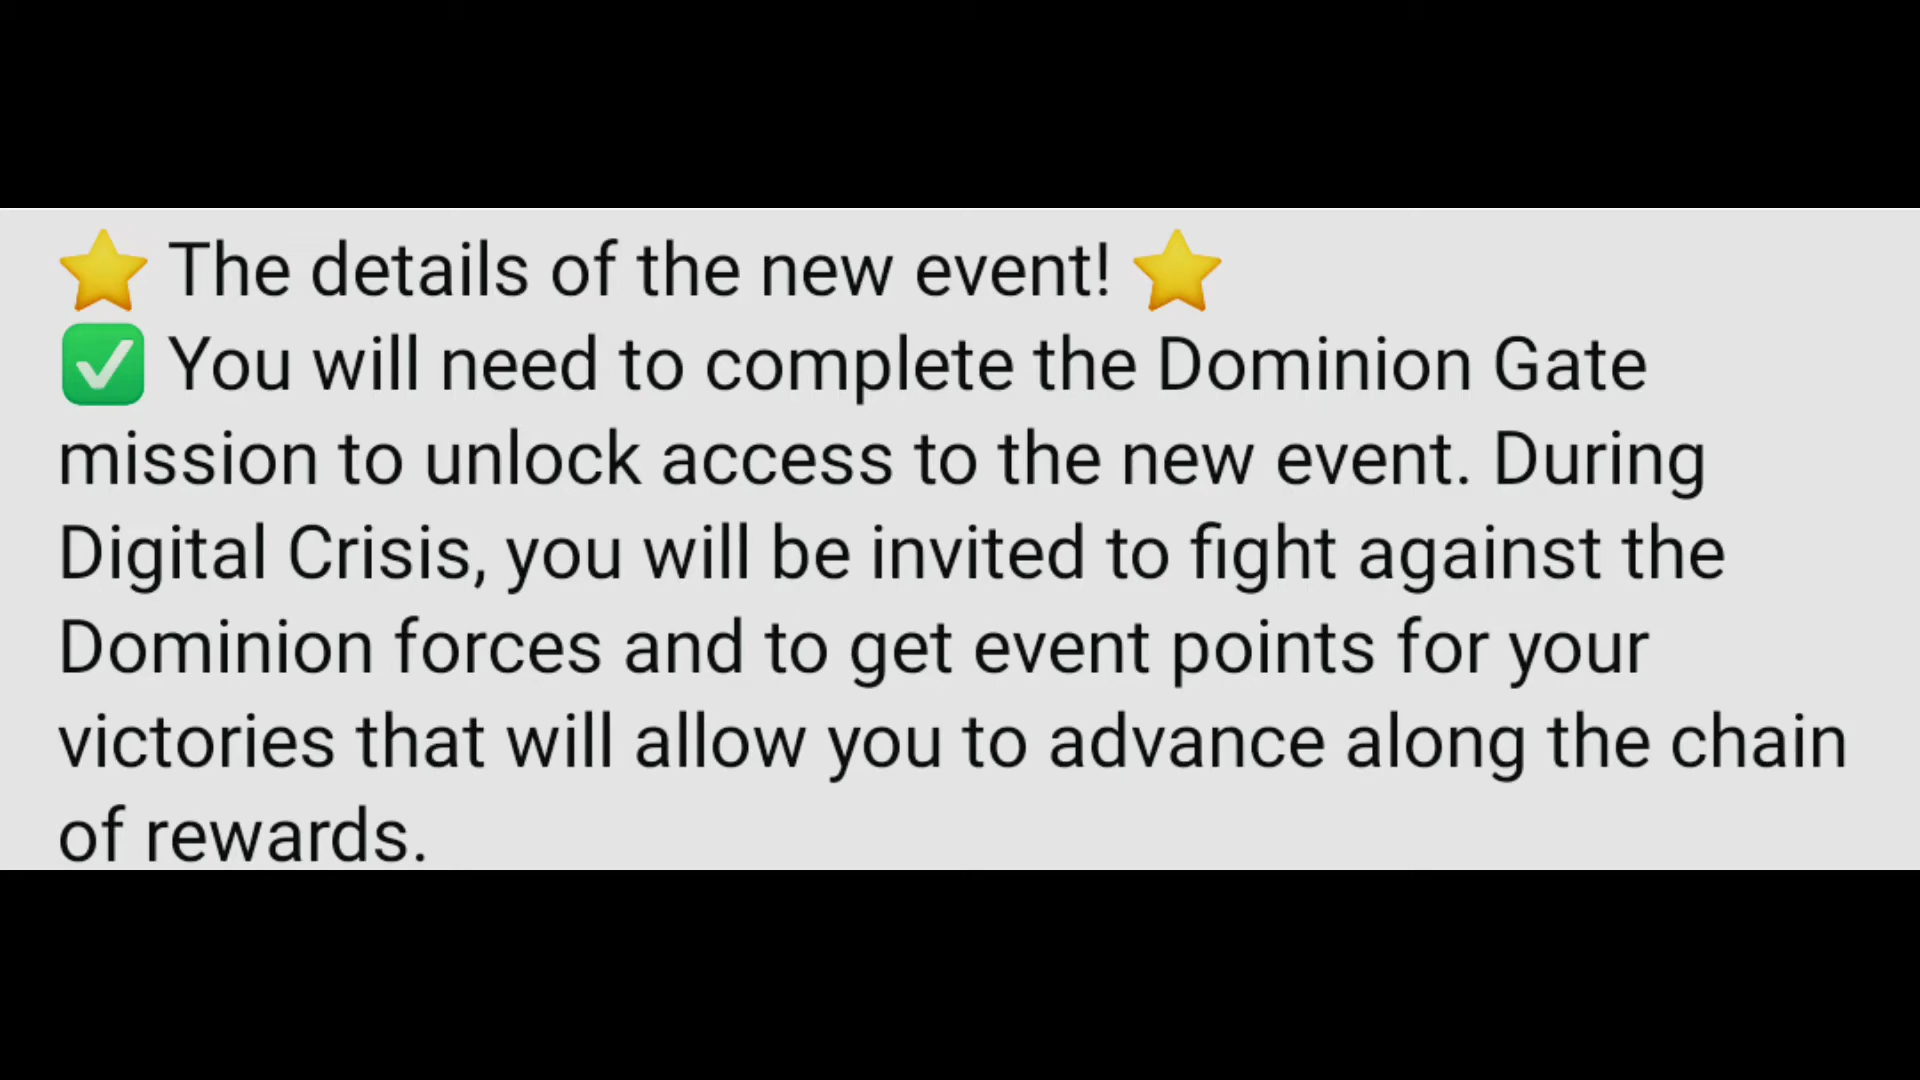 ⭐ The details of the new event! ⭐
✅ You will need to complete the Dominion Gate
mission to unlock access to the new event. During
Digital Crisis, you will be invited to fight against the
Dominion forces and to get event points for your
victories that will allow you to advance along the chain
of rewards.